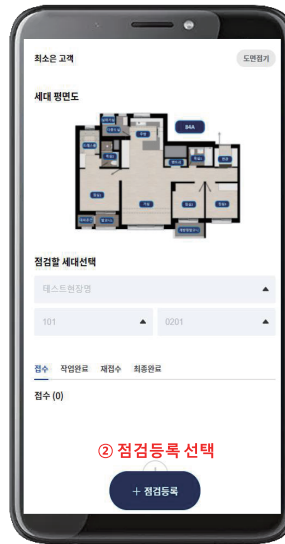 최소은 고객
도면접기
세대 평면도
84A
점검할 세대선택
테스트현장명
101
0201
접수 작업완료 재접수 최종완료
접수 (0)
② 점검등록 선택
+ 점검등록